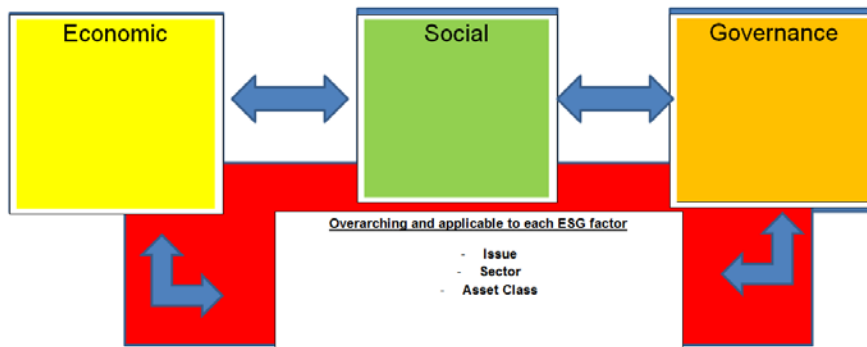 Economic
Social
Governance
Overarching and applicable to each ESG factor
- Issue
- Sector
- Asset Class